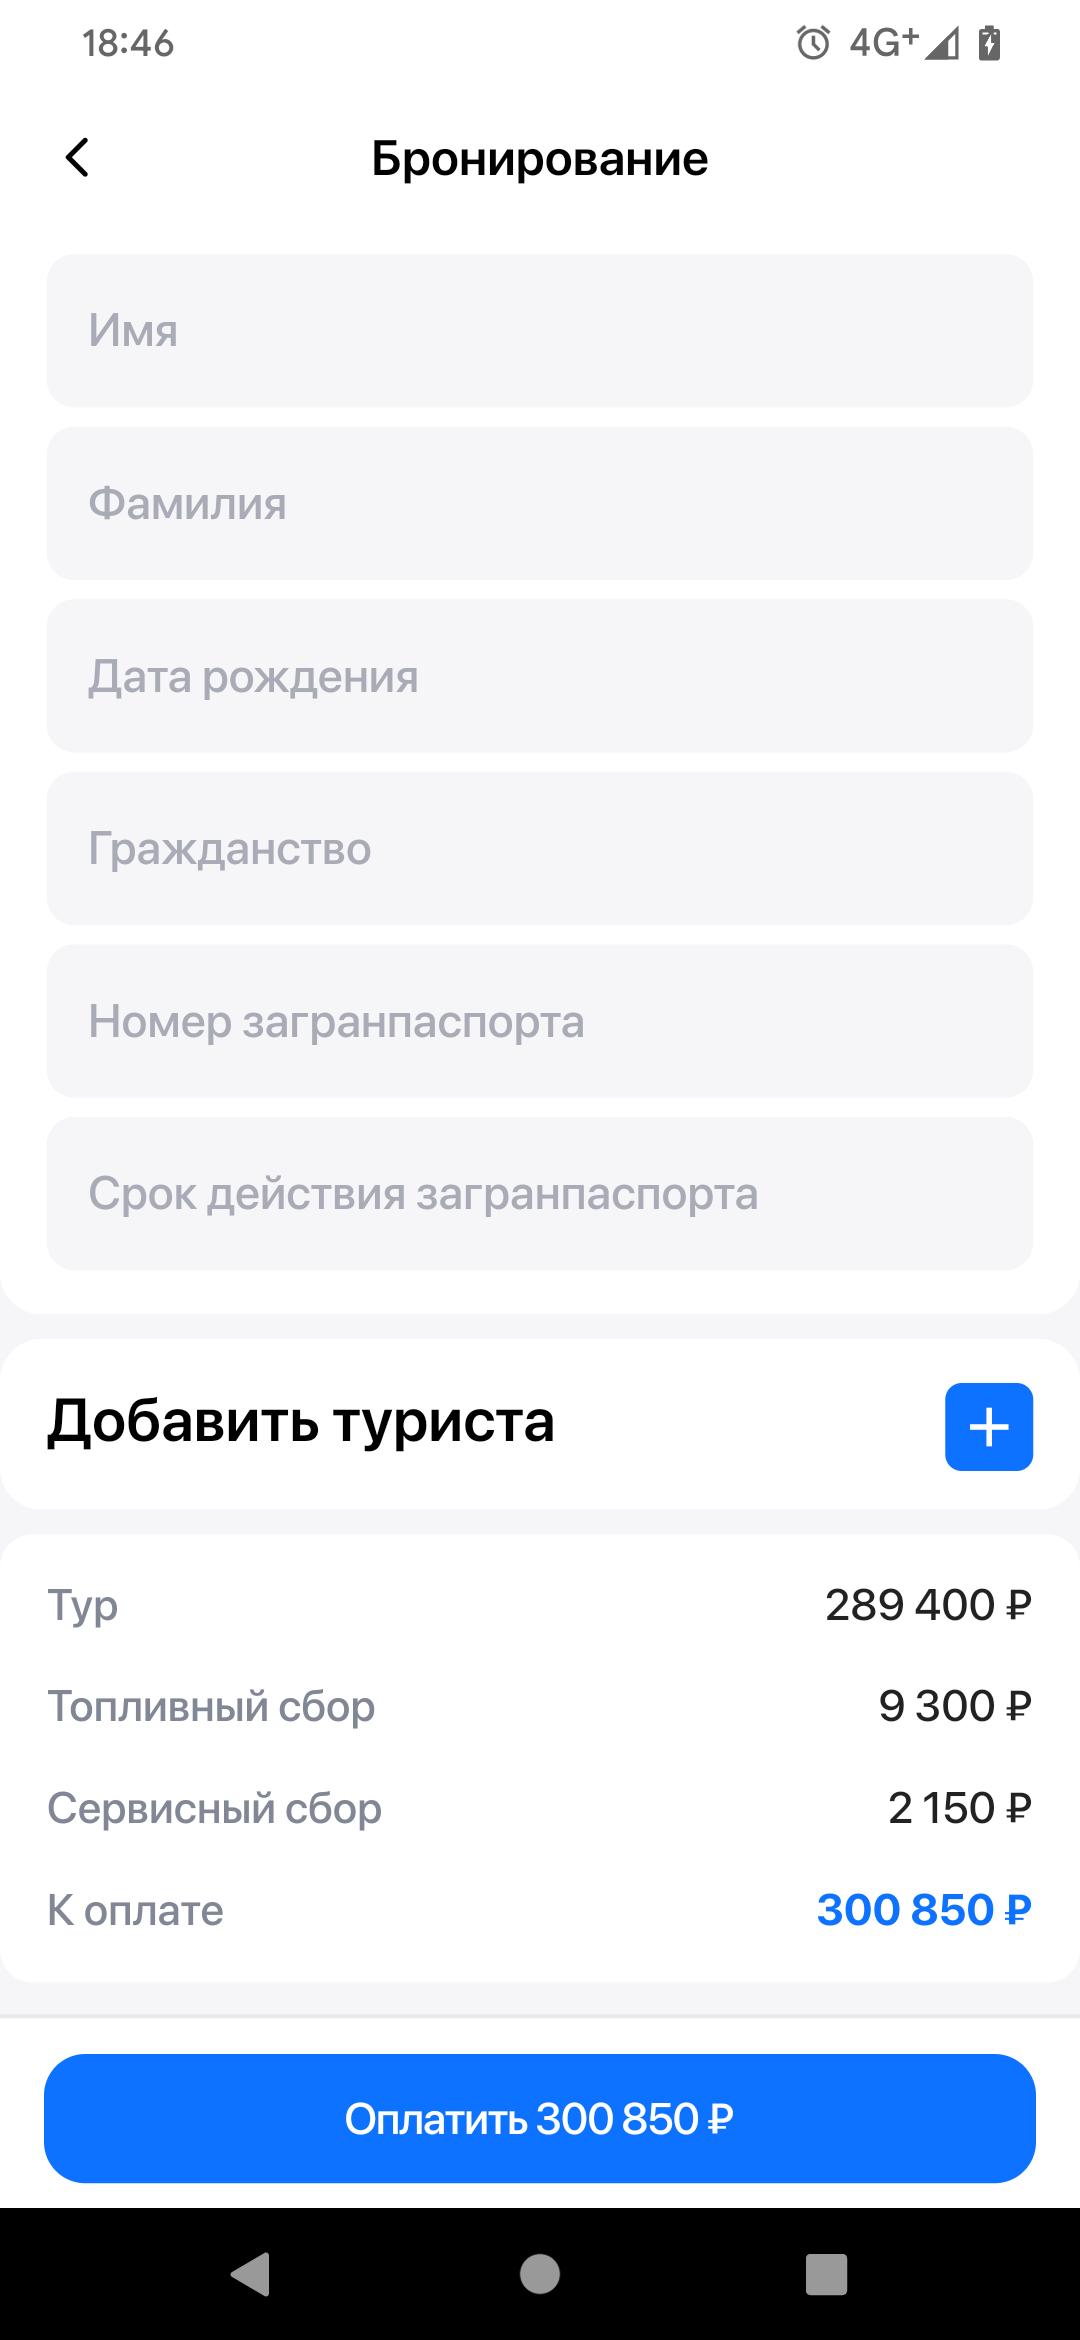 18:46
4G+
Бронирование
Имя
Фамилия
Дата рождения
Гражданство
Номер загранпаспорта
Срок действия загранпаспорта
Добавить туриста
Тур 289 400 ₽
Топливный сбор 9 300 ₽
Сервисный сбор 2 150 ₽
К оплате 300 850 ₽
Оплатить 300 850 ₽